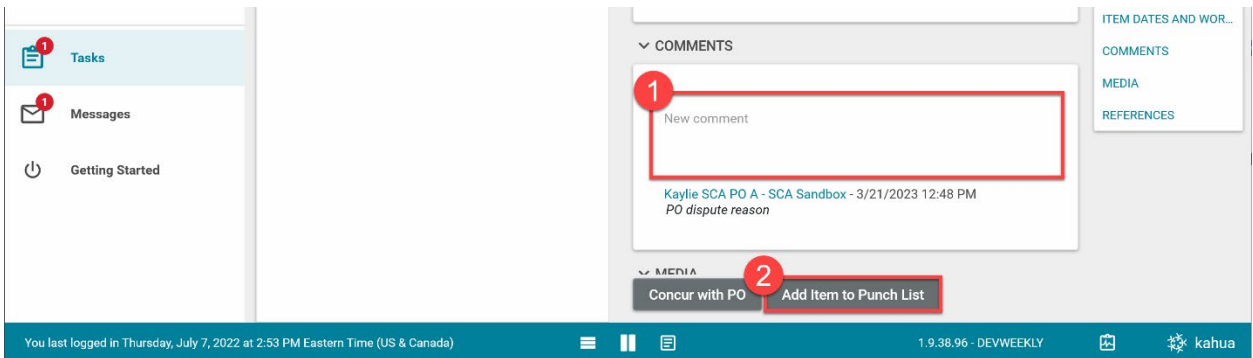 1
Tasks
1
Messages
Getting Started
COMMENTS
1
New comment
Kaylie SCA PO A - SCA Sandbox - 3/21/2023 12:48 PM
PO dispute reason
MEDIA
2
Concur with PO
Add Item to Punch List
ITEM DATES AND WOR...
COMMENTS
MEDIA
REFERENCES
You last logged in Thursday, July 7, 2022 at 2:53 PM Eastern Time (US & Canada)
1.9.38.96 - DEVWEEKLY
kahua